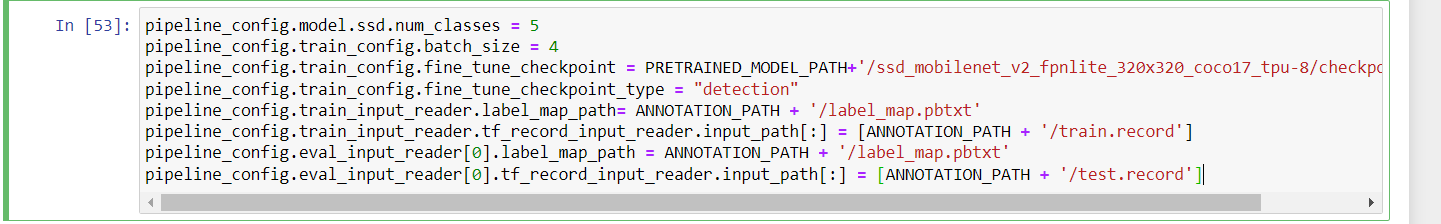 In [53]: pipeline_config.model.ssd.num_classes = 5
pipeline_config.train_config.batch_size = 4
pipeline_config.train_config.fine_tune_checkpoint = PRETRAINED_MODEL_PATH+'/ssd_mobilenet_v2_fpnlite_320x320_coco17_tpu-8/checkpo
pipeline_config.train_config.fine_tune_checkpoint_type = "detection"
pipeline_config.train_input_reader.label_map_path= ANNOTATION_PATH + '/label_map.pbtxt'
pipeline_config.train_input_reader.tf_record_input_reader.input_path[:] = [ANNOTATION_PATH + '/train.record']
pipeline_config.eval_input_reader[0].label_map_path = ANNOTATION_PATH + '/label_map.pbtxt'
pipeline_config.eval_input_reader[0].tf_record_input_reader.input_path[:] = [ANNOTATION_PATH + '/test.record']